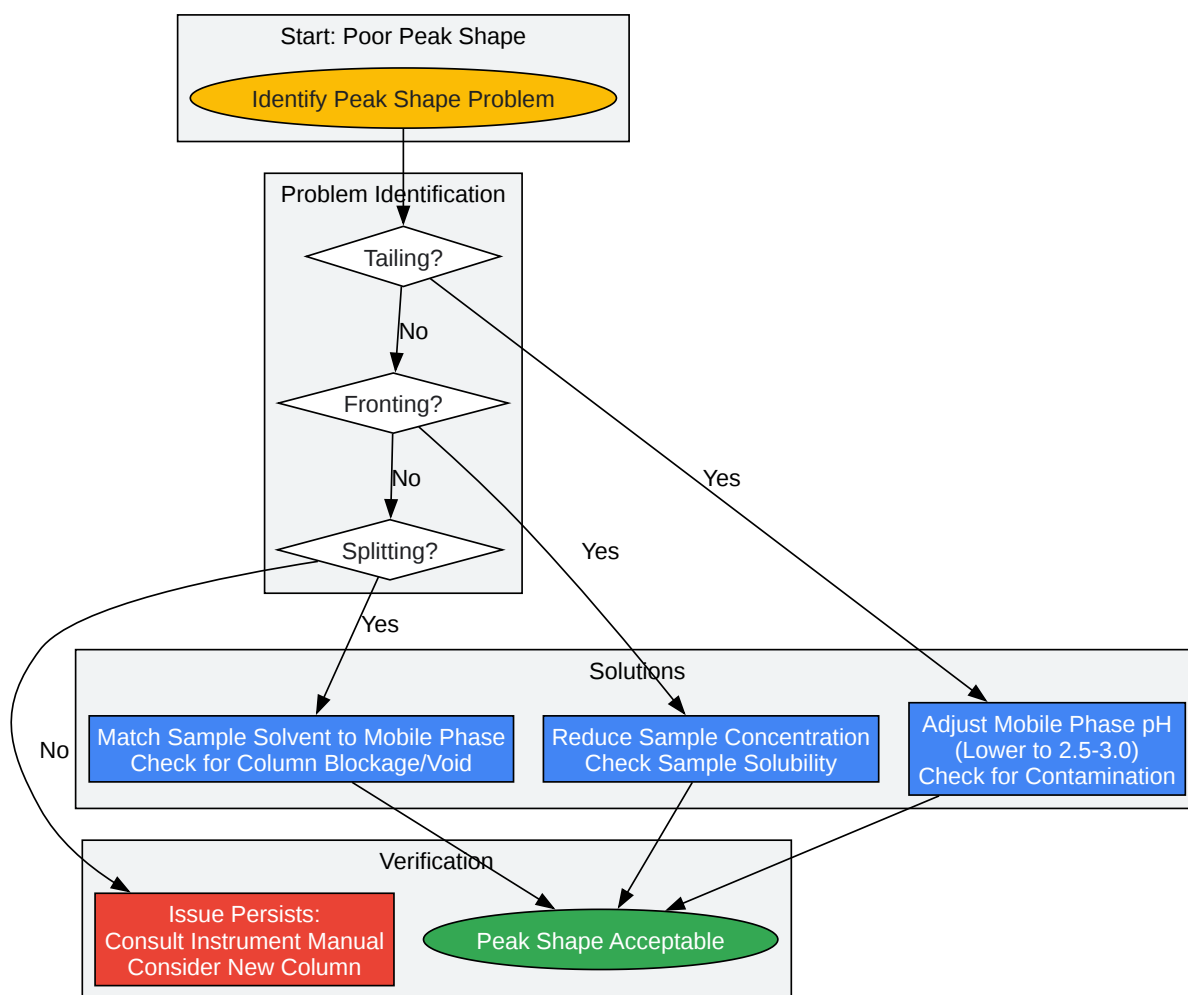 Start: Poor Peak Shape
Identify Peak Shape Problem
Problem Identification
Tailing?
No
Fronting?
No
Yes
Splitting?
Yes
Yes
No
Solutions
Match Sample Solvent to Mobile Phase
Check for Column Blockage/Void
Reduce Sample Concentration
Check Sample Solubility
Adjust Mobile Phase pH
(Lower to 2.5-3.0)
Check for Contamination
Verification
Issue Persists:
Consult Instrument Manual
Consider New Column
Peak Shape Acceptable